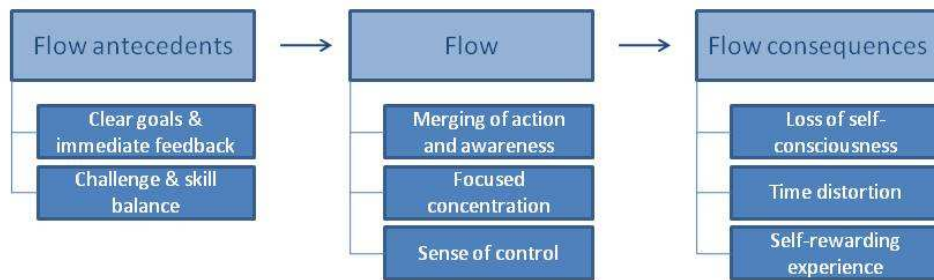 Flow antecedents
Clear goals &
immediate feedback
Challenge & skill
balance
Flow
Merging of action
and awareness
Focused
concentration
Sense of control
Flow consequences
Loss of self-
consciousness
Time distortion
Self-rewarding
experience